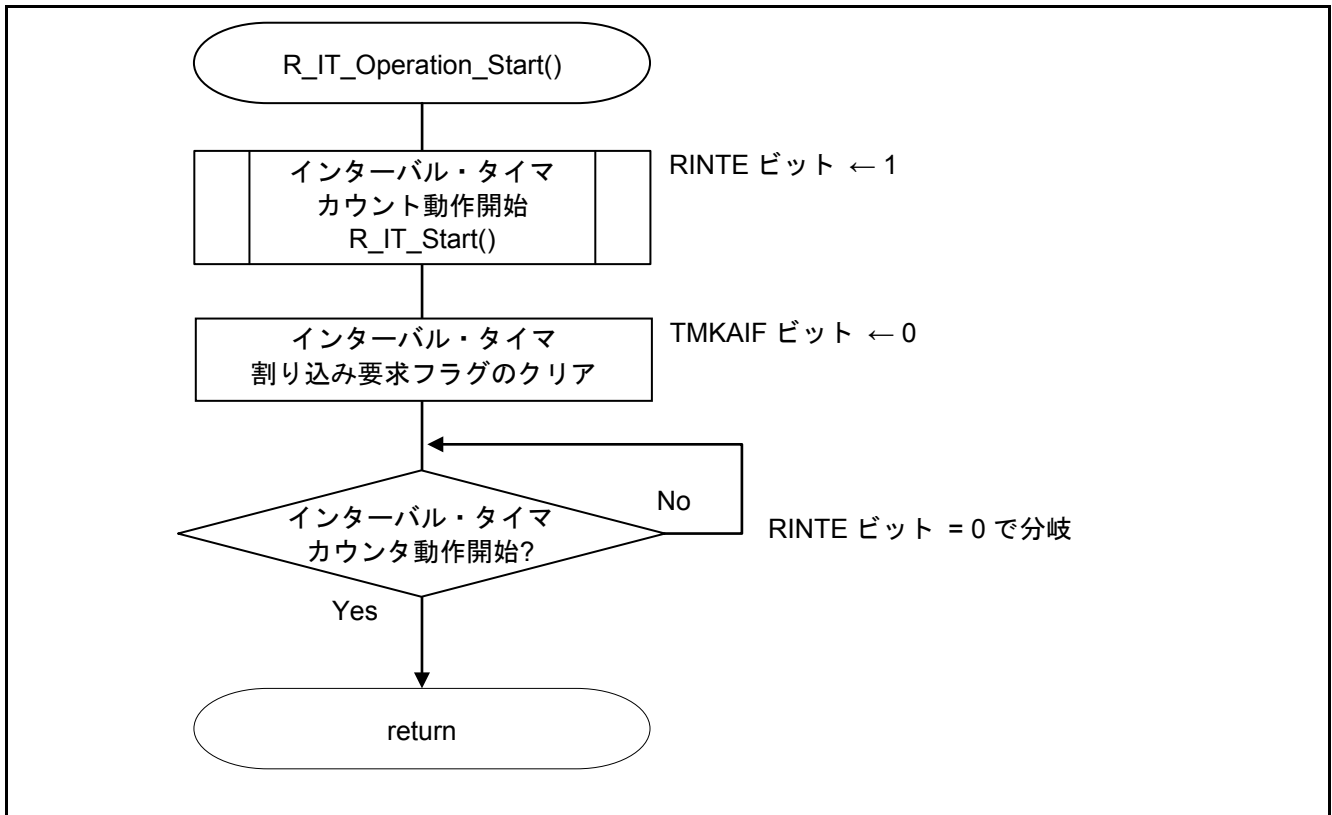 R_IT_Operation_Start()
インターバル・タイマ
カウント動作開始
R_IT_Start()
RINTE ビット ← 1
インターバル・タイマ
割り込み要求フラグのクリア
TMKAIF ビット ← 0
インターバル・タイマ
カウンタ動作開始?
No
RINTE ビット = 0 で分岐
Yes
return